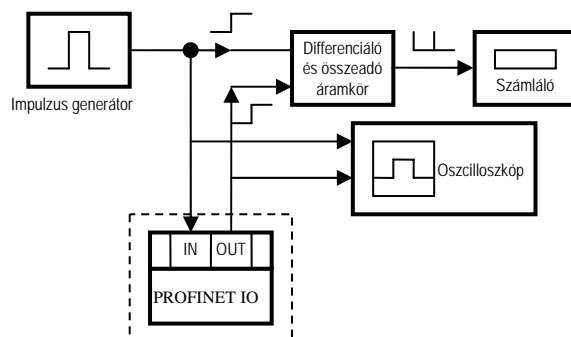 Impulzus generátor
Differenciáló
és összeadó
áramkör
Számláló
Oszcilloszkóp
IN OUT
PROFINET IO